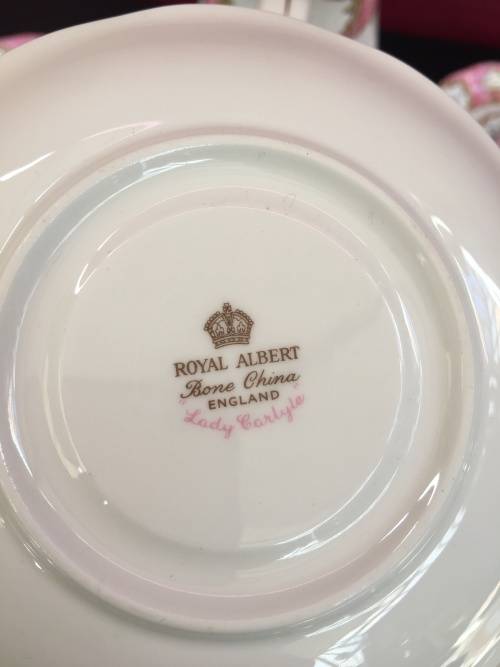 ROYAL ALBERT
Bone China
ENGLAND
"Lady Carlyle"